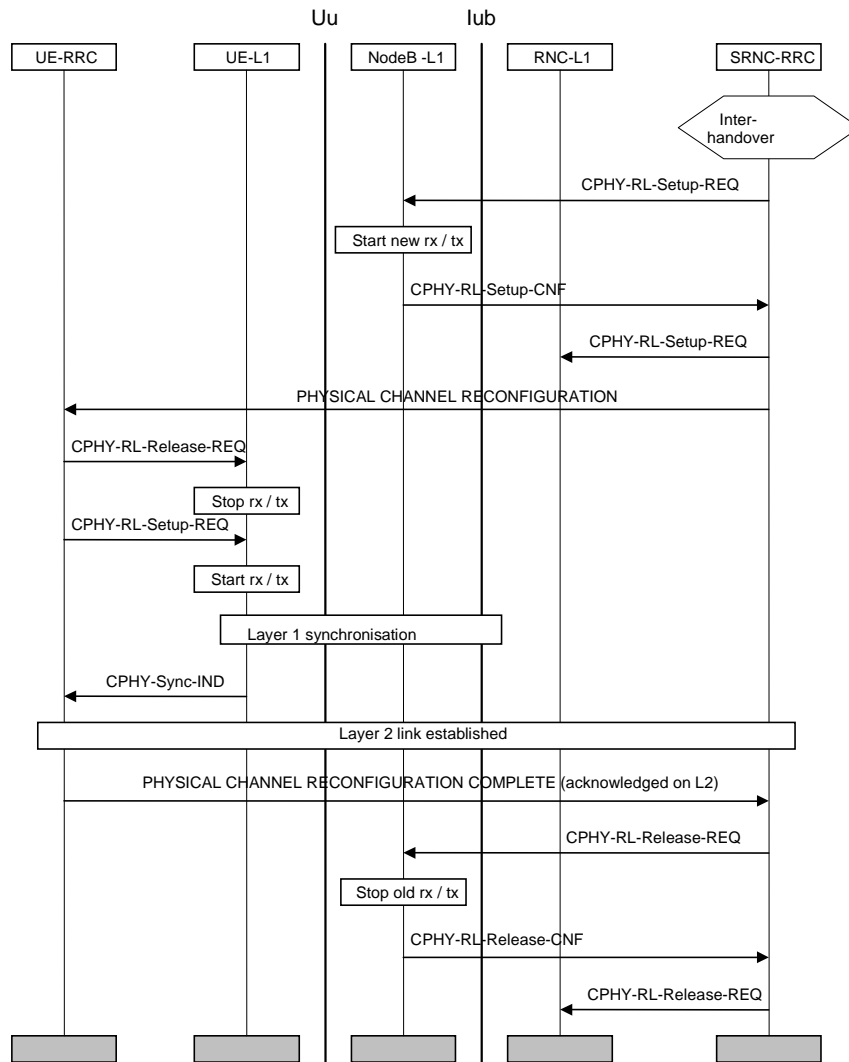 Uu
Iub
UE-RRC
UE-L1
NodeB -L1
RNC-L1
SRNC-RRC
Inter-
handover
CPHY-RL-Setup-REQ
Start new rx / tx
CPHY-RL-Setup-CNF
CPHY-RL-Setup-REQ
PHYSICAL CHANNEL RECONFIGURATION
CPHY-RL-Release-REQ
Stop rx / tx
CPHY-RL-Setup-REQ
Start rx / tx
Layer 1 synchronisation
CPHY-Sync-IND
Layer 2 link established
PHYSICAL CHANNEL RECONFIGURATION COMPLETE (acknowledged on L2)
CPHY-RL-Release-REQ
Stop old rx / tx
CPHY-RL-Release-CNF
CPHY-RL-Release-REQ